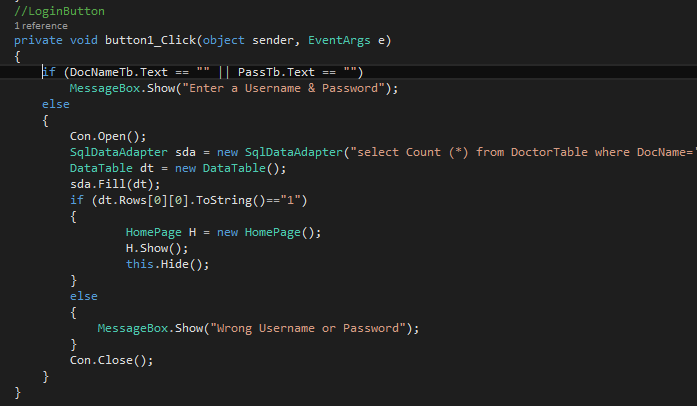 //LoginButton
1 reference
private void button1_Click(object sender, EventArgs e)
{
if (DocNameTb.Text == "" || PassTb.Text == "")
MessageBox.Show("Enter a Username & Password");
else
{
Con.Open();
SqlDataAdapter sda = new SqlDataAdapter("select Count (*) from DoctorTable where DocName='
DataTable dt = new DataTable();
sda.Fill(dt);
if (dt.Rows[0][0].ToString()=="1")
{
HomePage H = new HomePage();
H.Show();
this.Hide();
}
else
{
MessageBox.Show("Wrong Username or Password");
}
Con.Close();
}
}